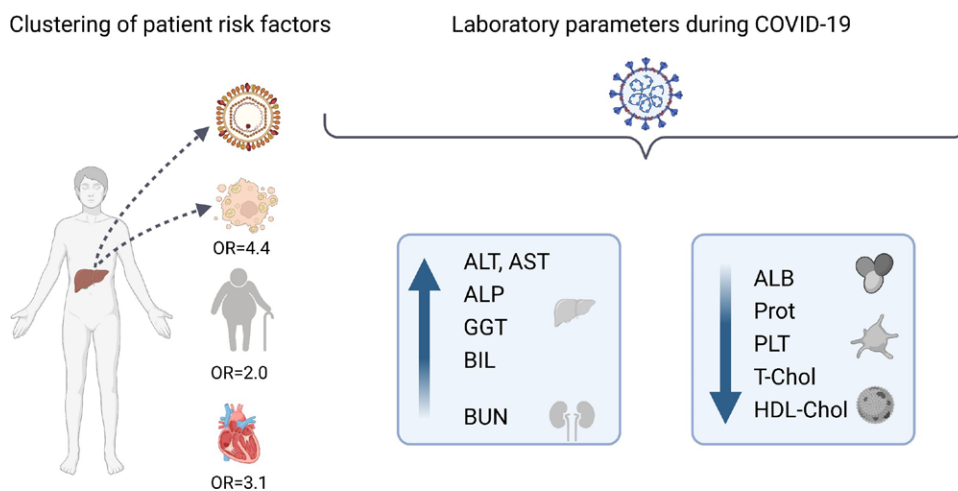 Clustering of patient risk factors
Laboratory parameters during COVID-19
OR=4.4
OR=2.0
OR=3.1
ALT, AST
ALP
GGT
BIL
BUN
ALB
Prot
PLT
T-Chol
HDL-Chol